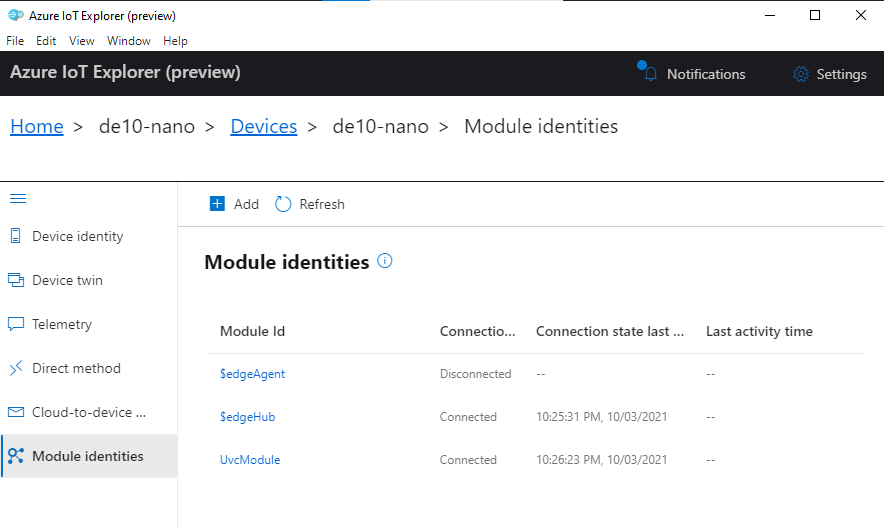 Azure IoT Explorer (preview)
File Edit View Window Help
Azure IoT Explorer (preview)
Notifications
Settings
Home > de10-nano > Devices > de10-nano > Module identities
Add
Refresh
Device identity
Device twin
Telemetry
Direct method
Cloud-to-device ...
Module identities
Module identities
Module Id Connectio... Connection state last ... Last activity time
$edgeAgent Disconnected -- --
$edgeHub Connected 10:25:31 PM, 10/03/2021 --
UvcModule Connected 10:26:23 PM, 10/03/2021 --